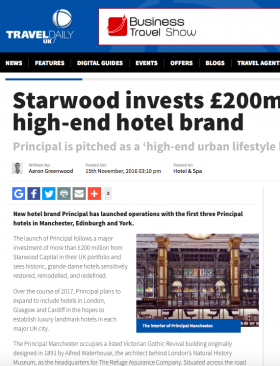 TRAVELDAILY
UK
Business
Travel Show
NEWS FEATURES DIGITAL GUIDES EVENTS OFFERS BLOGS TRAVEL AGENT
Starwood invests £200m
high-end hotel brand
Principal is pitched as a ‘high-end urban lifestyle
Written by:
Aaron Greenwood
Posted on:
15th November, 2016 03:10 pm
Posted in:
Hotel & Spa
New hotel brand Principal has launched operations with the first three Principal
hotels in Manchester, Edinburgh and York.
The launch of Principal follows a major
investment of more than £200 million from
Starwood Capital in their UK portfolio and
sees historic, grande-dame hotels sensitively
restored, remodelled, and redefined.
Over the course of 2017, Principal plans to
expand to include hotels in London,
Glasgow and Cardiff in the hopes to
establish luxury landmark hotels in each
major UK city.
The interior of Principal Manchester.
The Principal Manchester occupies a listed Victorian Gothic Revival building originally
designed in 1891 by Alfred Waterhouse, the architect behind London's Natural History
Museum, as the headquarters for The Refuge Assurance Company. Situated across the road